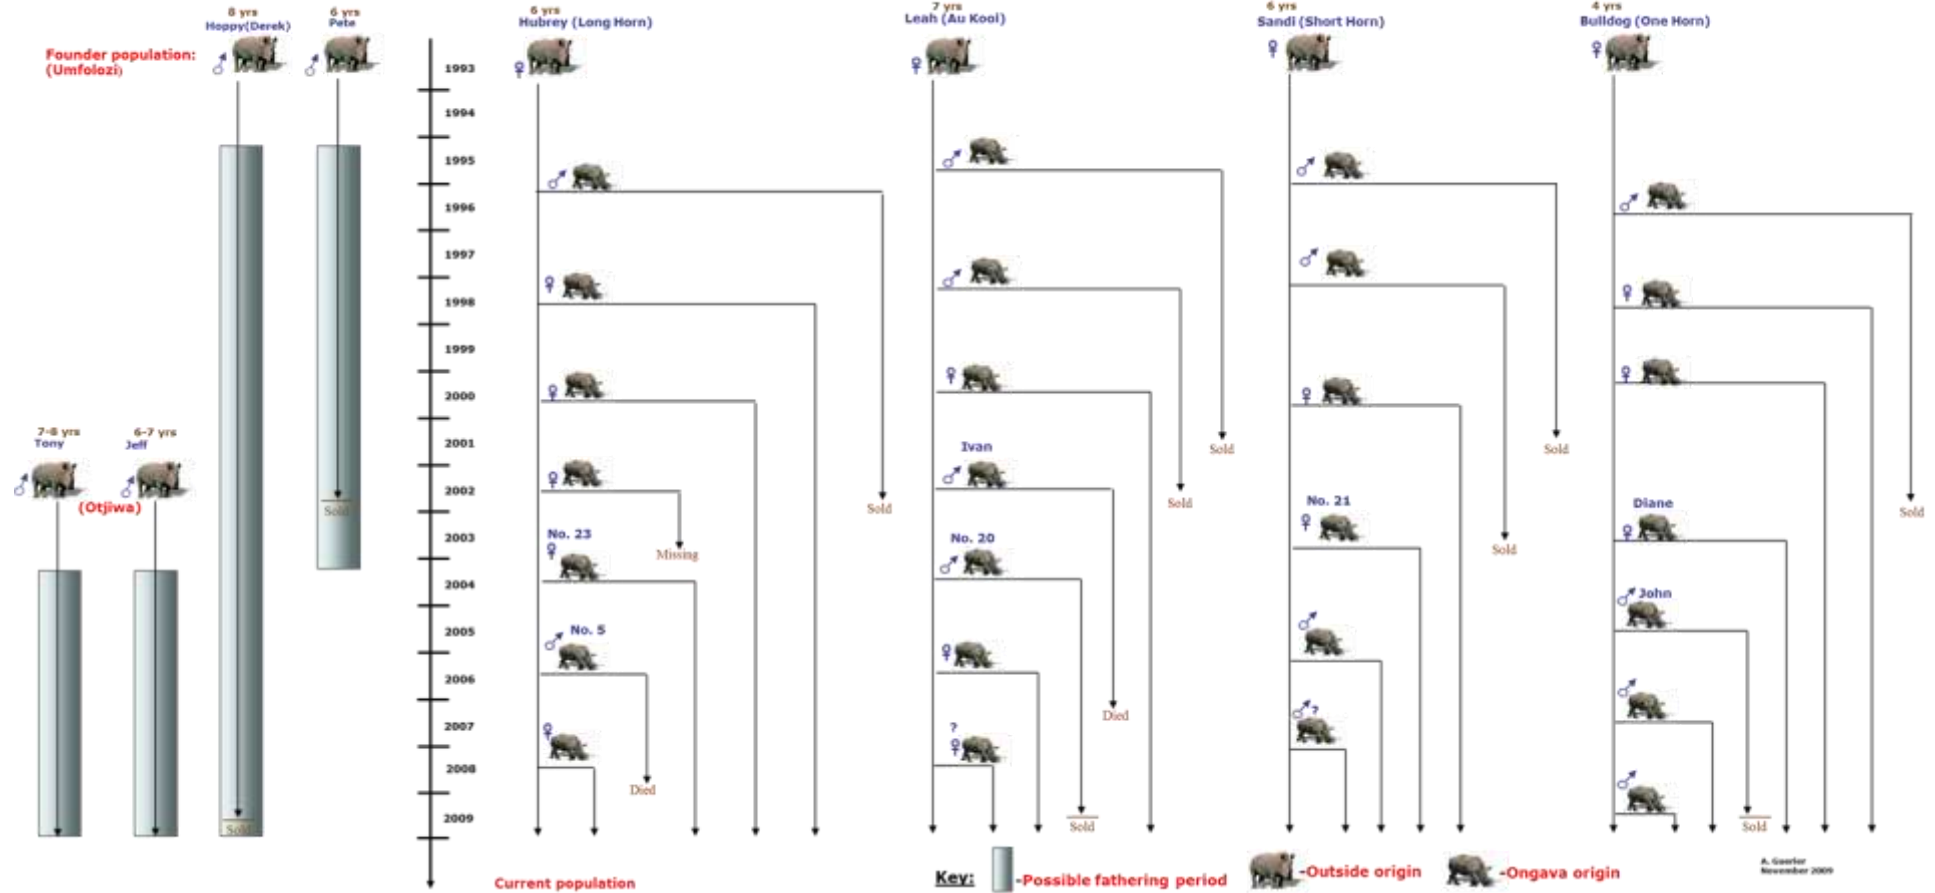 8 yrs
Hoppy(Derek)
6 yrs
Pete
6 yrs
Hubrey (Long Horn)
7 yrs
Leah (Au Kooi)
6 yrs
Sandi (Short Horn)
4 yrs
Bulldog (One Horn)
Founder population:
(Umfolozi)
1993
1994
1995
1996
1997
1998
1999
2000
2001
2002
2003
2004
2005
2006
2007
2008
2009
7-8 yrs
Tony
6-7 yrs
Jeff
(Otjiwa)
Sold
Sold
No. 23
No. 5
Missing
Died
Sold
Ivan
No. 20
?
Sold
Sold
Died
Sold
No. 21
?
Sold
Sold
Diane
John
Sold
Sold
Current population
Key:
-Possible fathering period
-Outside origin
-Ongava origin
November 2009